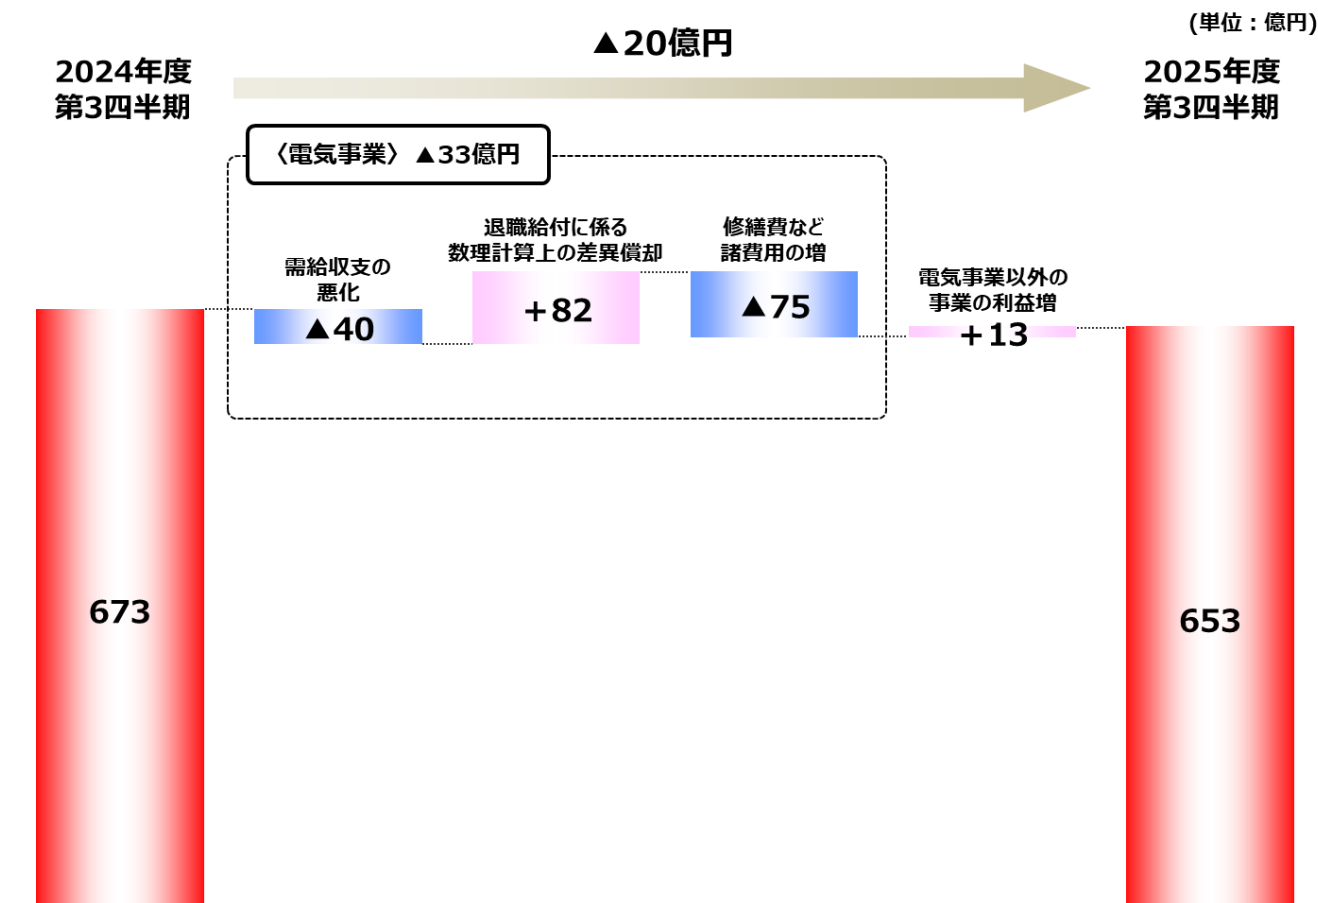 (単位：億円)
▲20億円
2024年度
第3四半期
2025年度
第3四半期
〈電気事業〉 ▲33億円
需給収支の
悪化
▲40
退職給付に係る
数理計算上の差異償却
+82
修繕費など
諸費用の増
▲75
電気事業以外の
事業の利益増
+13
673
653